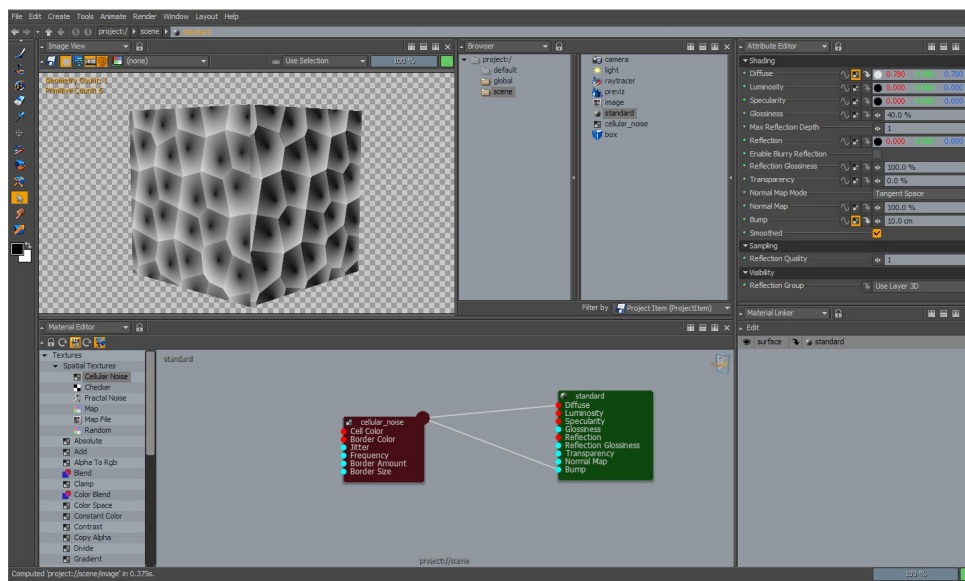 File Edit Create Tools Animate Render Window Layout Help
project:/ scene standard
Image View
(none) Use Selection 100 %
Geometry Count: 1
Primitive Count: 6
Browser
project:/
default
global
scene
camera
light
raytracer
previz
image
standard
cellular_noise
box
Filter by Project Item (ProjectItem)
Attribute Editor
Shading
Diffuse 0.780 0.780 0.780
Luminosity 0.000 0.000 0.000
Specularity 0.000 0.000 0.000
Glossiness 40.0 %
Max Reflection Depth 1
Reflection 0.000 0.000 0.000
Enable Blurry Reflection
Reflection Glossiness 100.0 %
Transparency 0.0 %
Normal Map Mode Tangent Space
Normal Map 100.0 %
Bump 10.0 cm
Smoothed
Sampling
Reflection Quality 1
Visibility
Reflection Group Use Layer 3D
Material Linker
Edit
surface standard
Material Editor
Textures
Spatial Textures
Cellular Noise
Checker
Fractal Noise
Map
Map File
Random
Absolute
Add
Alpha To Rgb
Blend
Clamp
Color Blend
Color Space
Constant Color
Contrast
Copy Alpha
Divide
Gradient
standard
cellular_noise
Cell Color
Border Color
Jitter
Frequency
Border Amount
Border Size
standard
Diffuse
Luminosity
Specularity
Glossiness
Reflection
Reflection Glossiness
Transparency
Normal Map
Bump
project://scene
Computed 'project://scene/image' in 0.375s.
100 %